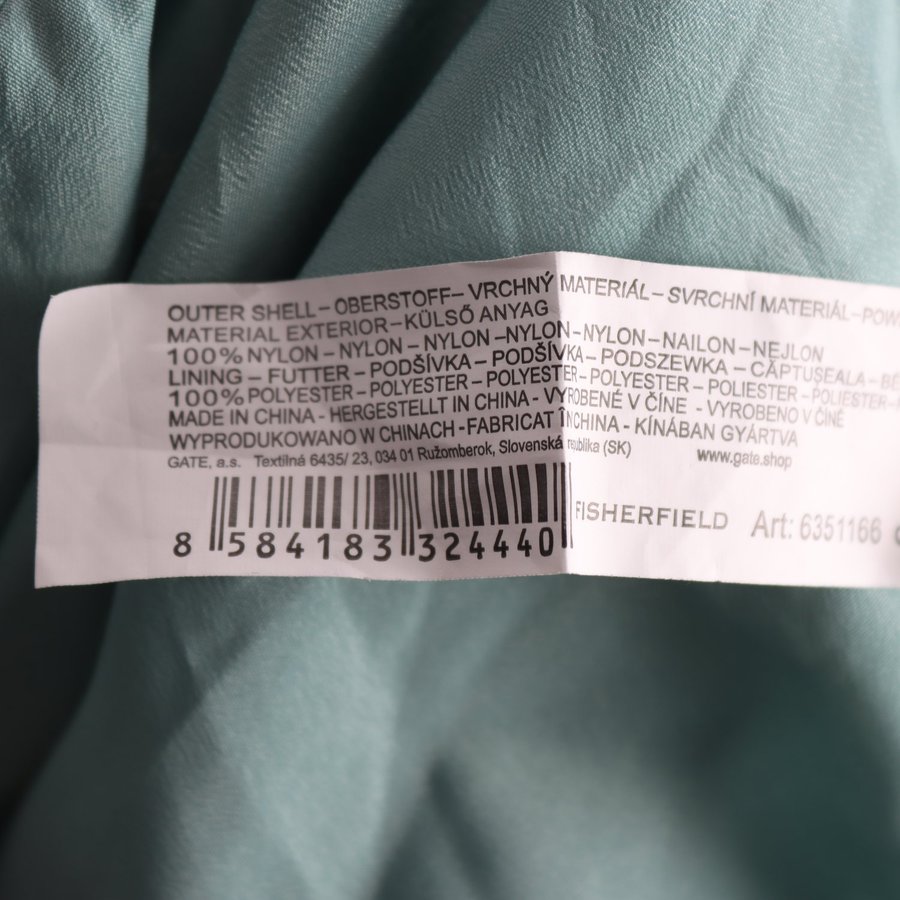 OUTER SHELL – OBERSTOFF– VRCHNÝ MATERIÁL – SVRCHNÍ MATERIÁL –POW
MATERIAL EXTERIOR – KÜLSŐ ANYAG
100% NYLON – NYLON – NYLON –NYLON –NYLON – NAILON – NEJLON
LINING – FUTTER – PODŠÍVKA – PODŠÍVKA – PODSZEWKA – CĂPTUȘEALA – BÉ
100% POLYESTER – POLYESTER – POLYESTER –POLYESTER – POLIESTER – POLIESTER –
MADE IN CHINA - HERGESTELLT IN CHINA - VYROBENÉ V ČÍNE - VYROBENO V ČÍNĚ
WYPRODUKOWANO W CHINACH - FABRICAT ÎN CHINA - KÍNÁBAN GYÁRTVA
GATE, a.s. Textilná 6435/ 23, 034 01 Ružomberok, Slovenská republika (SK) www.gate.shop
8 584183 324440 FISHERFIELD Art: 6351166